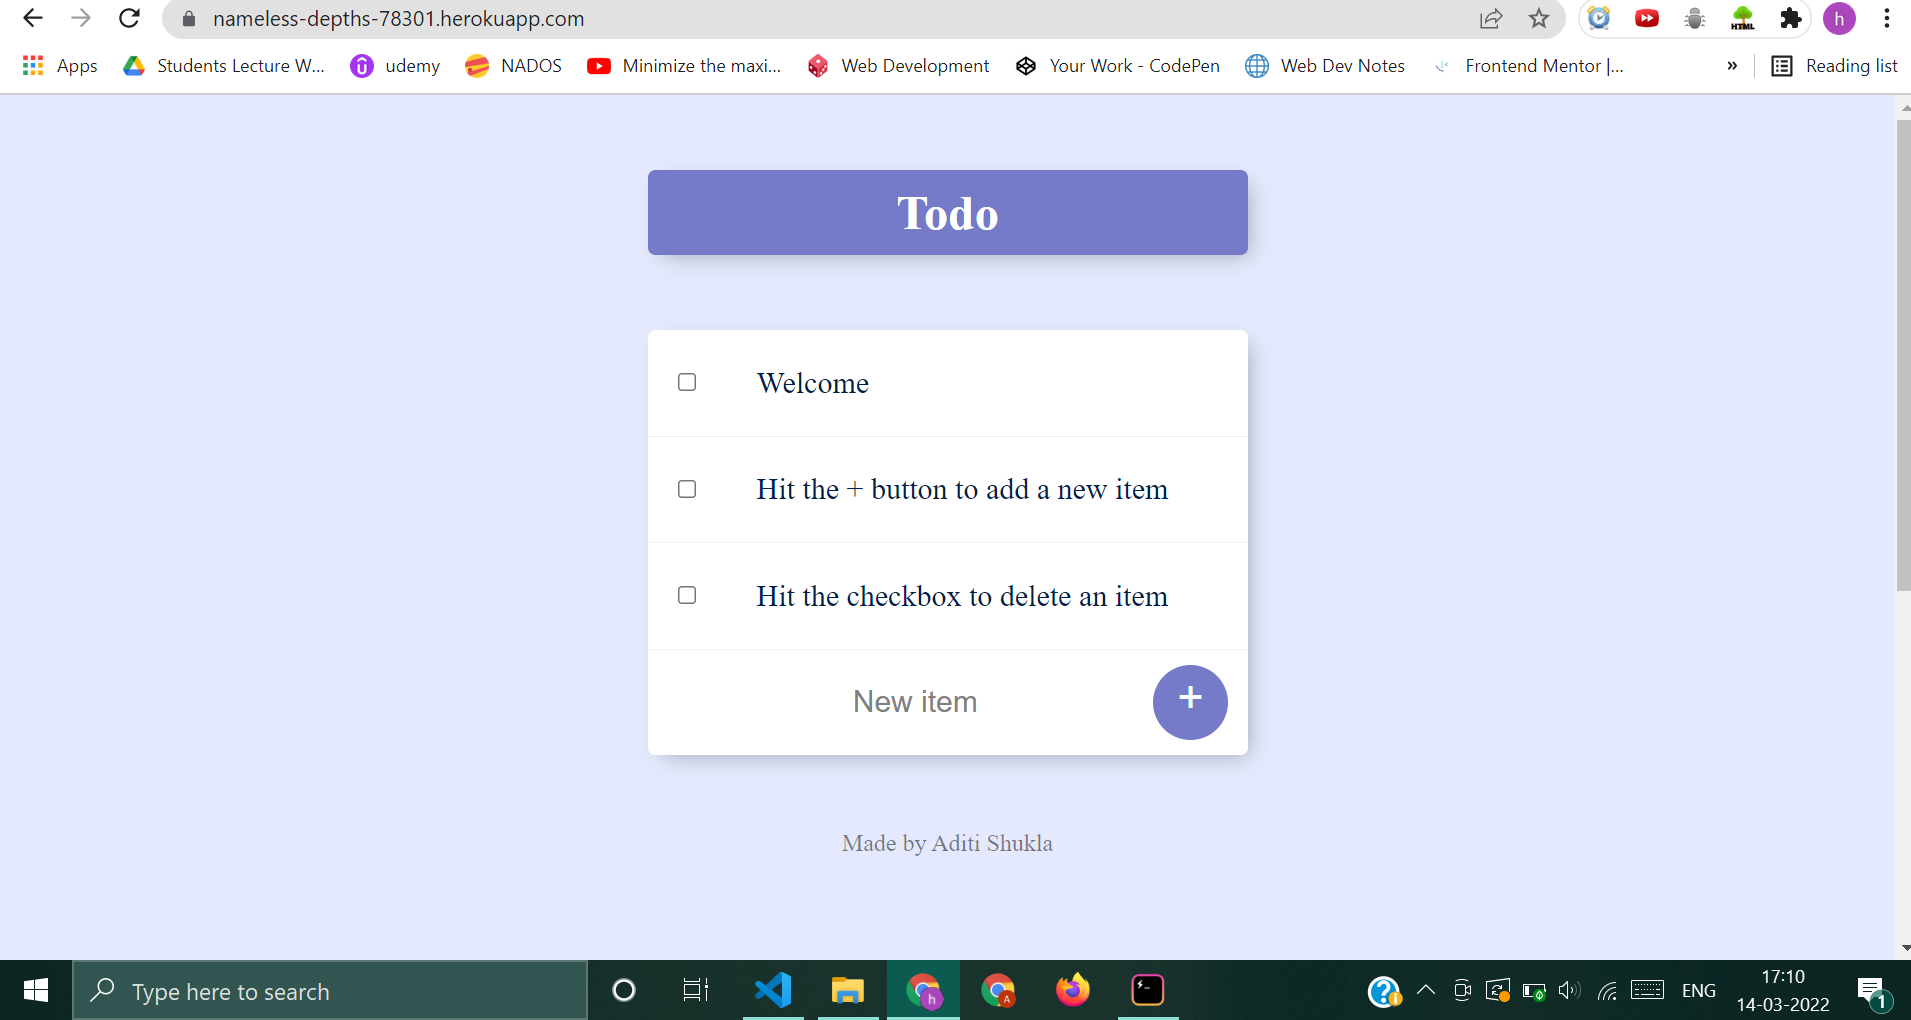 nameless-depths-78301.herokuapp.com
h
HTML
Apps
Students Lecture W...
udemy
NADOS
Minimize the maxi...
Web Development
Your Work - CodePen
Web Dev Notes
Frontend Mentor |...
»
Reading list
Todo
Welcome
Hit the + button to add a new item
Hit the checkbox to delete an item
New item
+
Made by Aditi Shukla
Type here to search
h
A
ENG
17:10
14-03-2022
1